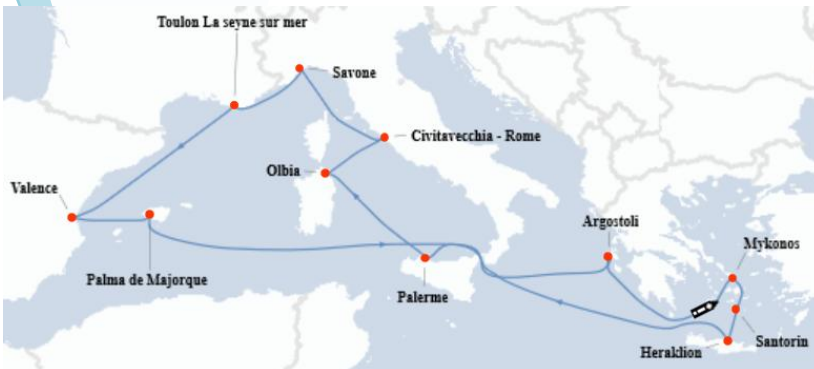 Toulon La seyne sur mer
Savone
Civitavecchia - Rome
Olbia
Valence
Argostoli
Mykonos
Palma de Majorque
Palerme
Santorin
Heraklion